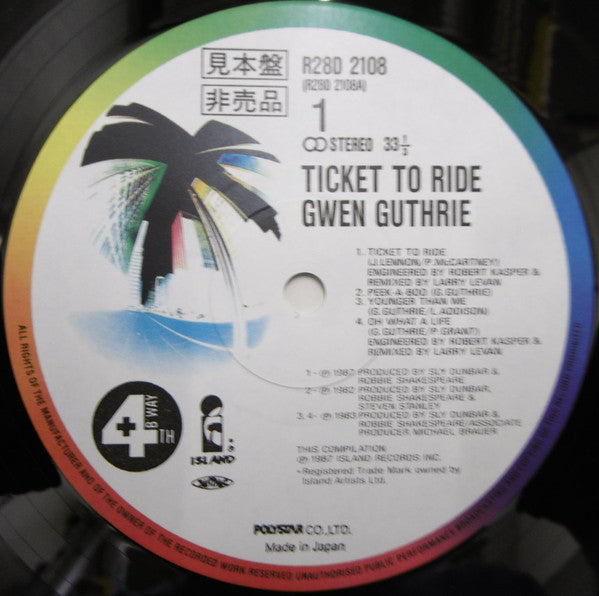 見本盤
非売品
R28D 2108
(R28D 2108A)
1
STEREO 33⅓
TICKET TO RIDE
GWEN GUTHRIE
1. TICKET TO RIDE
(J.LENNON/P.McCARTNEY)
ENGINEERED BY ROBERT KASPER &
REMIXED BY LARRY LEVAN
2. PEEK-A-BOO (G.GUTHRIE)
3. YOUNGER THAN ME
(G.GUTHRIE/L.ADDISON)
4. OH WHAT A LIFE
(G.GUTHRIE/P.GRANT)
ENGINEERED BY ROBERT KASPER &
REMIXED BY LARRY LEVAN
1-℗ 1987 PRODUCED BY SLY DUNBAR &
ROBBIE SHAKESPEARE
2-℗ 1982 PRODUCED BY SLY DUNBAR,
ROBBIE SHAKESPEARE &
STEVEN STANLEY
3, 4-℗ 1983 PRODUCED BY SLY DUNBAR &
ROBBIE SHAKESPEARE/ASSOCIATE
PRODUCER MICHAEL BRAUER
THIS COMPILATION
℗ 1987 ISLAND RECORDS INC.
Registered Trade Mark owned by
Island Artists Ltd.
4TH B'WAY
ISLAND
POLYSTAR CO., LTD.
Made in Japan
ALL RIGHTS OF THE MANUFACTURER AND OF THE OWNER OF THE RECORDED WORK RESERVED UNAUTHORISED PUBLIC PERFORMANCE BROADCASTING AND